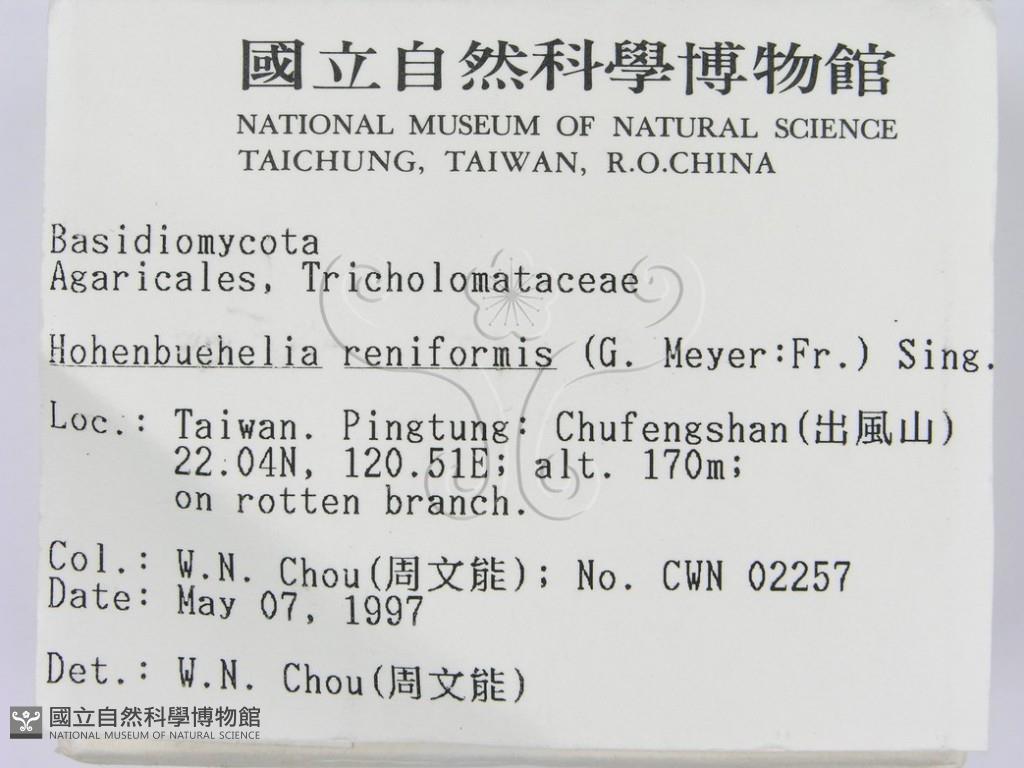 國立自然科學博物館
NATIONAL MUSEUM OF NATURAL SCIENCE
TAICHUNG, TAIWAN, R.O.CHINA
Basidiomycota
Agaricales, Tricholomataceae
Hohenbuehelia reniformis (G. Meyer:Fr.) Sing.
Loc.: Taiwan. Pingtung: Chufengshan(出風山)
22.04N, 120.51E; alt. 170m;
on rotten branch.
Col.: W.N. Chou(周文能); No. CWN 02257
Date: May 07, 1997
Det.: W.N. Chou(周文能)
國立自然科學博物館
NATIONAL MUSEUM OF NATURAL SCIENCE